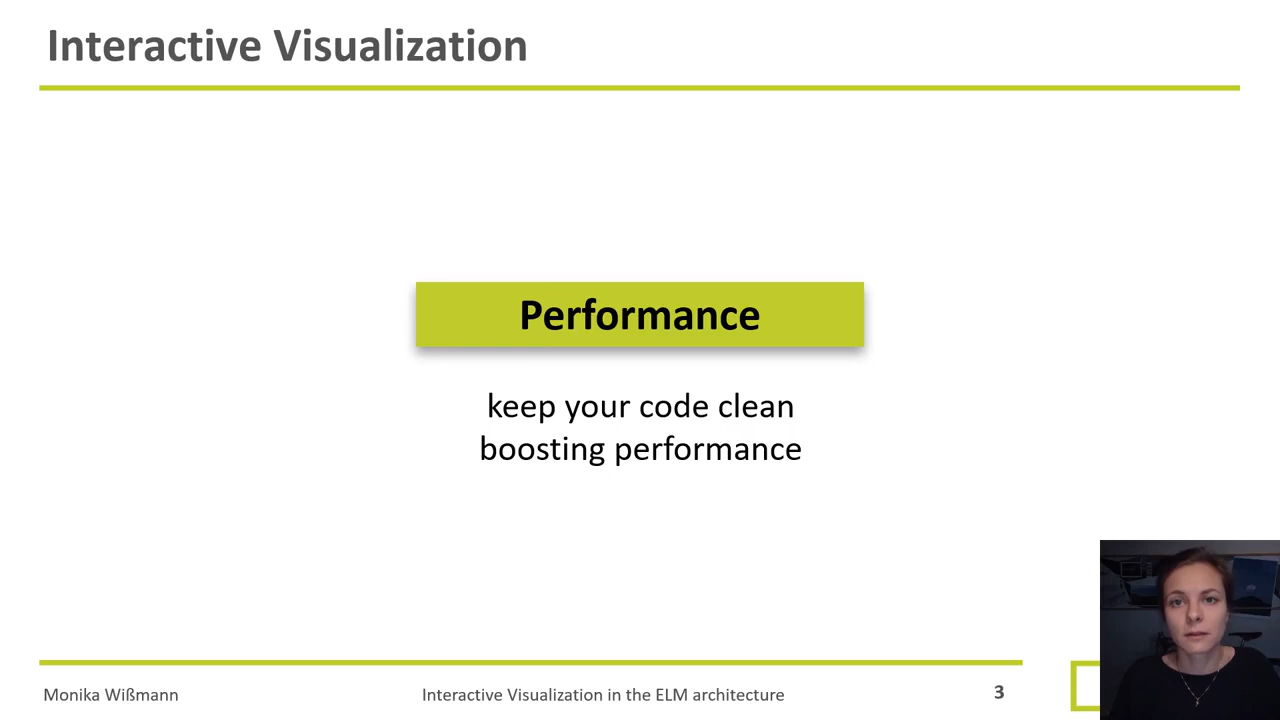 Interactive Visualization
Performance
keep your code clean
boosting performance
Monika Wißmann
Interactive Visualization in the ELM architecture
3